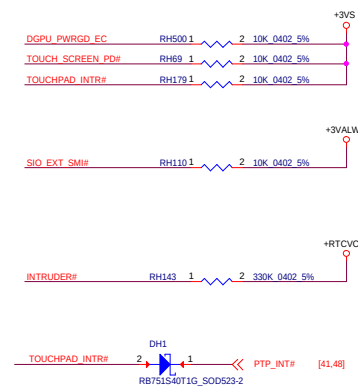 +3VS
DGPU_PWRGD_EC RH500 1 2 10K_0402_5%
TOUCH_SCREEN_PD# RH69 1 2 10K_0402_5%
TOUCHPAD_INTR# RH179 1 2 10K_0402_5%
+3VALW
SIO_EXT_SMI# RH110 1 2 10K_0402_5%
+RTCVC
INTRUDER# RH143 1 2 330K_0402_5%
DH1
TOUCHPAD_INTR# 2 1 PTP_INT# [41,48]
RB751S40T1G_SOD523-2